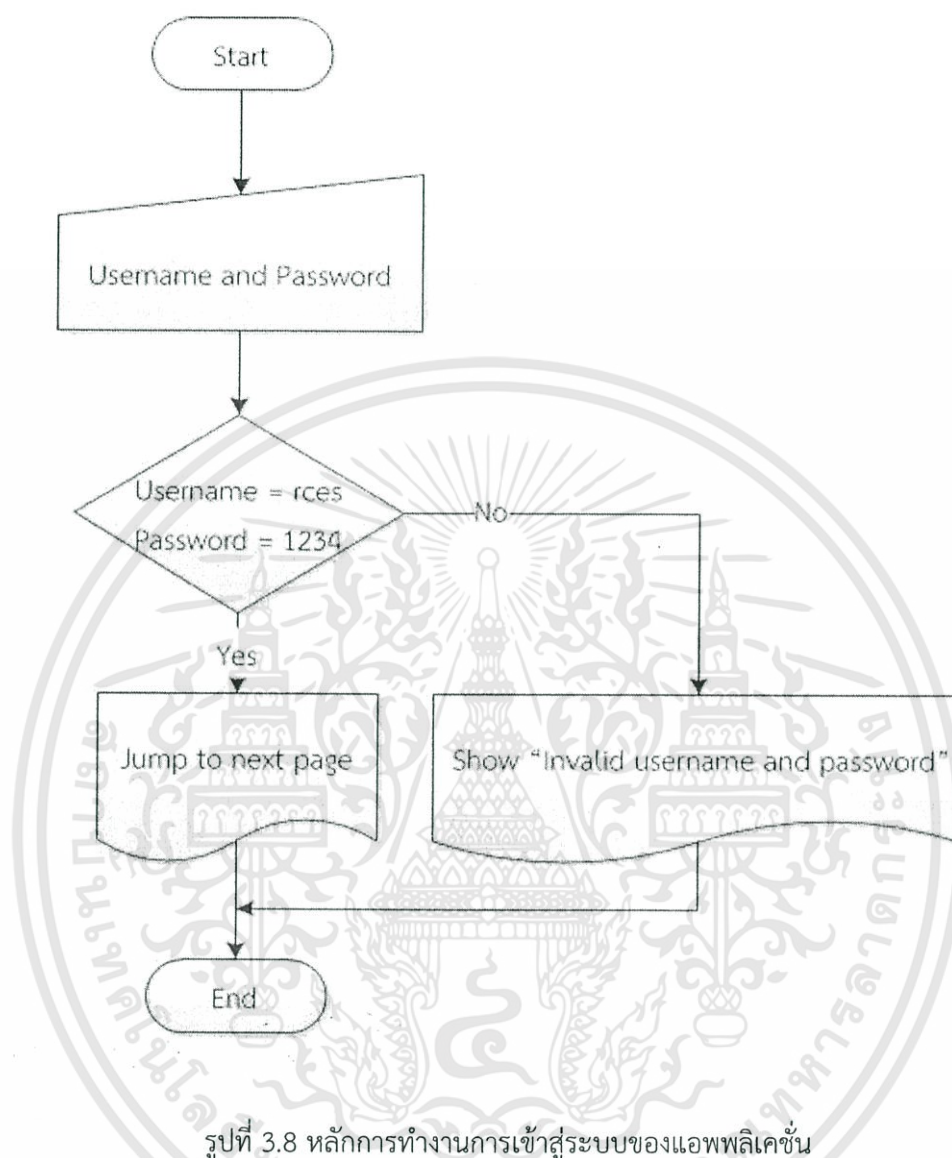 Start
Username and Password
Username = rces
Password = 1234
No
Yes
Jump to next page
Show “Invalid username and password”
End
รูปที่ 3.8 หลักการทำงานการเข้าสู่ระบบของแอพพลิเคชั่น